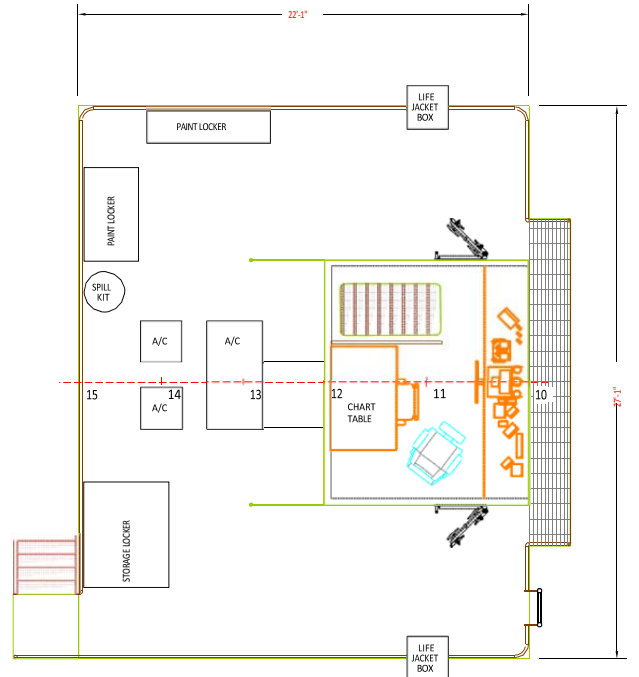 22'-1"
LIFE
JACKET
BOX
PAINT LOCKER
PAINT LOCKER
SPILL
KIT
A/C
A/C
15
14
13
12
11
10
27'-1"
A/C
CHART
TABLE
STORAGE LOCKER
LIFE
JACKET
BOX